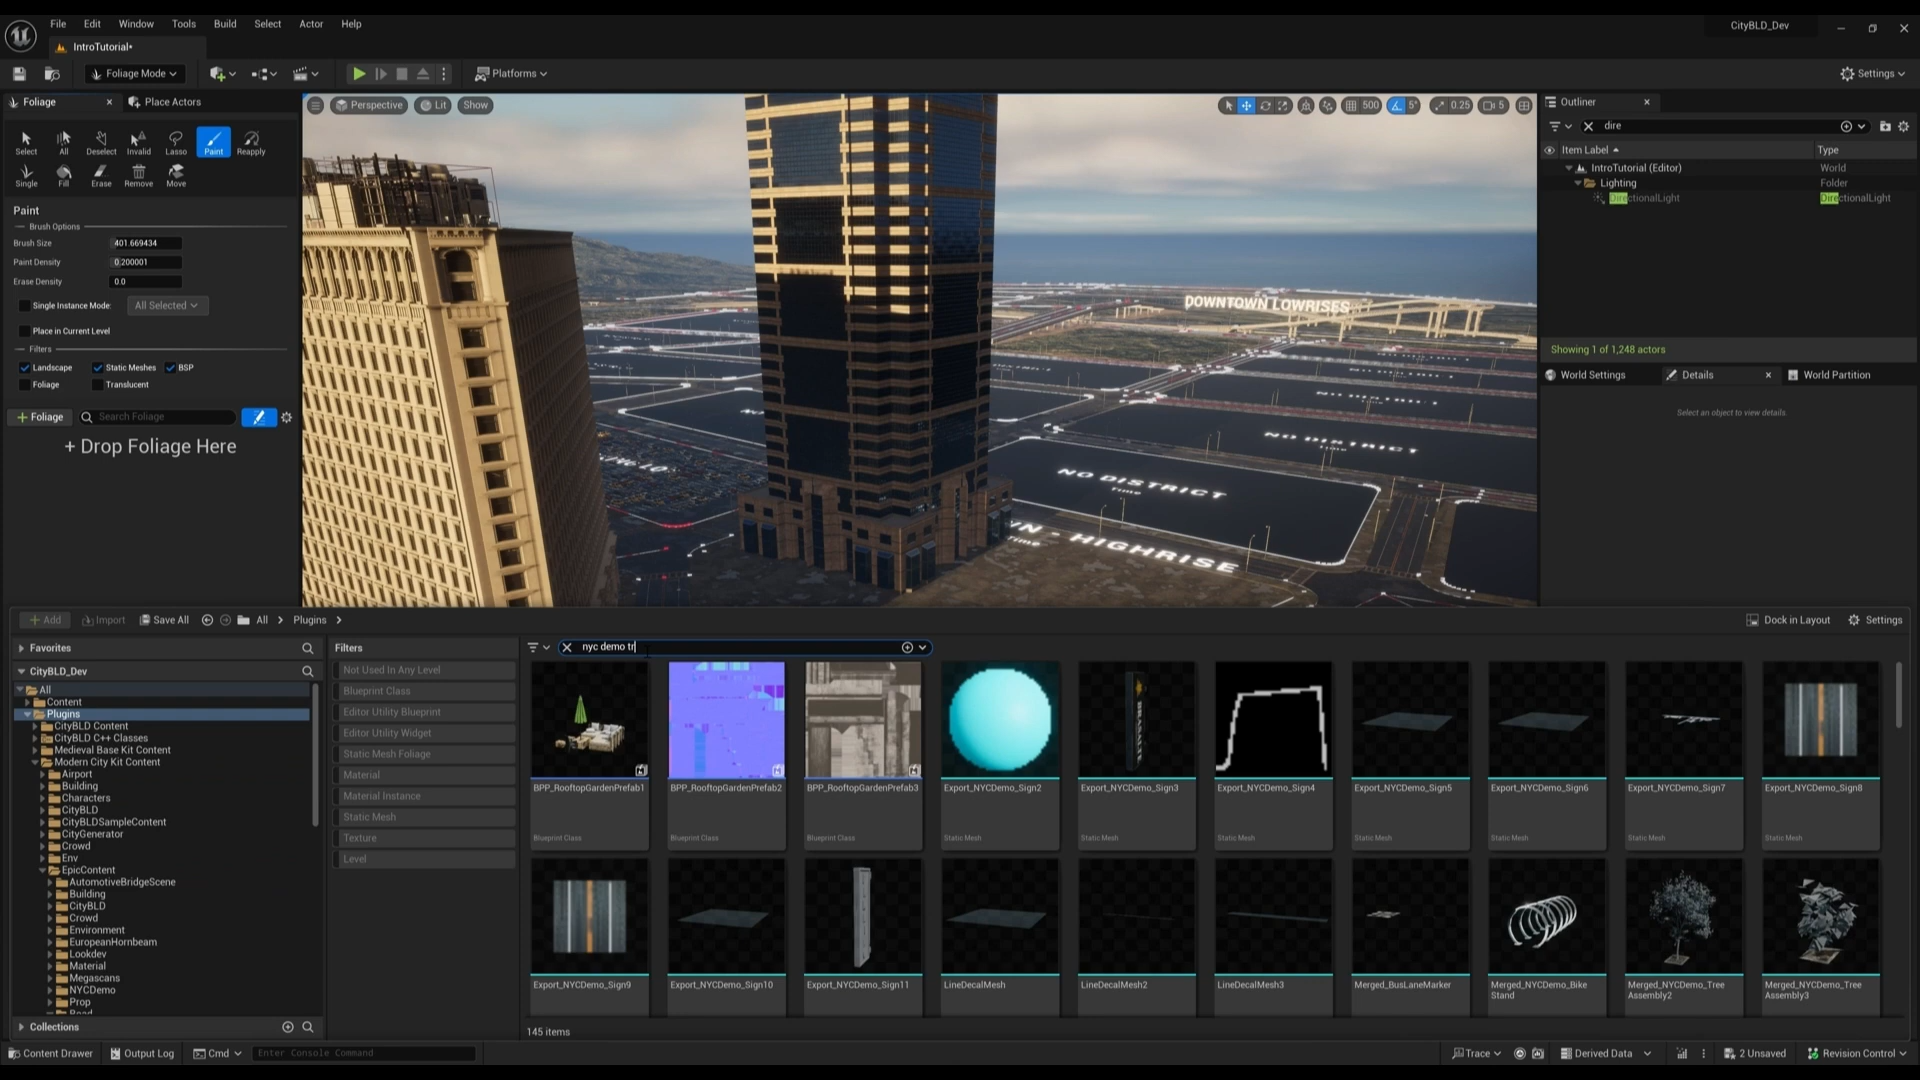 File Edit Window Tools Build Select Actor Help
CityBLD_Dev
IntroTutorial*
Foliage Mode
Platforms
Settings
Foliage
Place Actors
Select All Deselect Invalid Lasso Paint Reapply
Single Fill Erase Remove Move
Paint
Brush Options
Brush Size 401.669434
Paint Density 0.200001
Erase Density 0.0
Single Instance Mode: All Selected
Place in Current Level
Filters
Landscape Static Meshes BSP
Foliage Translucent
+ Foliage Search Foliage
+ Drop Foliage Here
Perspective Lit Show
500 5° 0.25 5
DOWNTOWN LOWRISES
NO DISTRICT
Time
NO DISTRICT
Time
N - HIGHRISE
Time
Outliner
dire
Item Label Type
IntroTutorial (Editor) World
Lighting Folder
DirectionalLight DirectionalLight
Showing 1 of 1,248 actors
World Settings Details World Partition
Select an object to view details.
+ Add Import Save All All > Plugins >
Dock in Layout Settings
Favorites
CityBLD_Dev
All
Content
Plugins
CityBLD Content
CityBLD C++ Classes
Medieval Base Kit Content
Modern City Kit Content
Airport
Building
Characters
CityBLD
CityBLDSampleContent
CityGenerator
Crowd
Env
EpicContent
AutomotiveBridgeScene
Building
CityBLD
Crowd
Environment
EuropeanHornbeam
Lookdev
Material
Megascans
NYCDemo
Prop
Road
Collections
Filters
Not Used In Any Level
Blueprint Class
Editor Utility Blueprint
Editor Utility Widget
Static Mesh Foliage
Material
Material Instance
Static Mesh
Texture
Level
nyc demo tr
BPP_RooftopGardenPrefab1 BPP_RooftopGardenPrefab2 BPP_RooftopGardenPrefab3 Export_NYCDemo_Sign2 Export_NYCDemo_Sign3 Export_NYCDemo_Sign4 Export_NYCDemo_Sign5 Export_NYCDemo_Sign6 Export_NYCDemo_Sign7 Export_NYCDemo_Sign8
Blueprint Class Blueprint Class Blueprint Class Static Mesh Static Mesh Static Mesh Static Mesh Static Mesh Static Mesh Static Mesh
Export_NYCDemo_Sign9 Export_NYCDemo_Sign10 Export_NYCDemo_Sign11 LineDecalMesh LineDecalMesh2 LineDecalMesh3 Merged_BusLaneMarker Merged_NYCDemo_Bike Merged_NYCDemo_Tree Merged_NYCDemo_Tree
Stand Assembly2 Assembly3
145 items
Content Drawer Output Log Cmd Enter Console Command
Trace Derived Data 2 Unsaved Revision Control